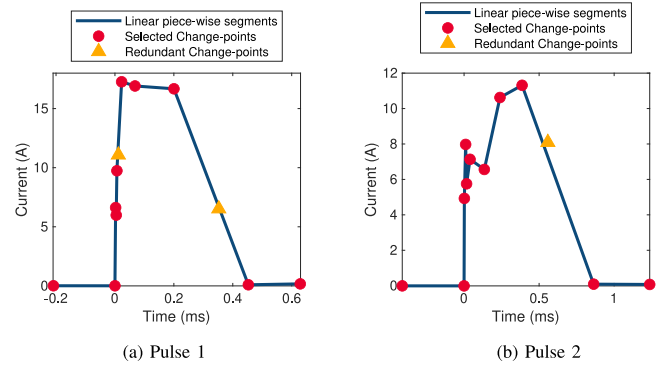 Linear piece-wise segments
Selected Change-points
Redundant Change-points
15
10
5
0
Current (A)
-0.2
0
0.2
0.4
0.6
Time (ms)
(a) Pulse 1
Linear piece-wise segments
Selected Change-points
Redundant Change-points
12
10
8
6
4
2
0
Current (A)
0
0.5
1
Time (ms)
(b) Pulse 2